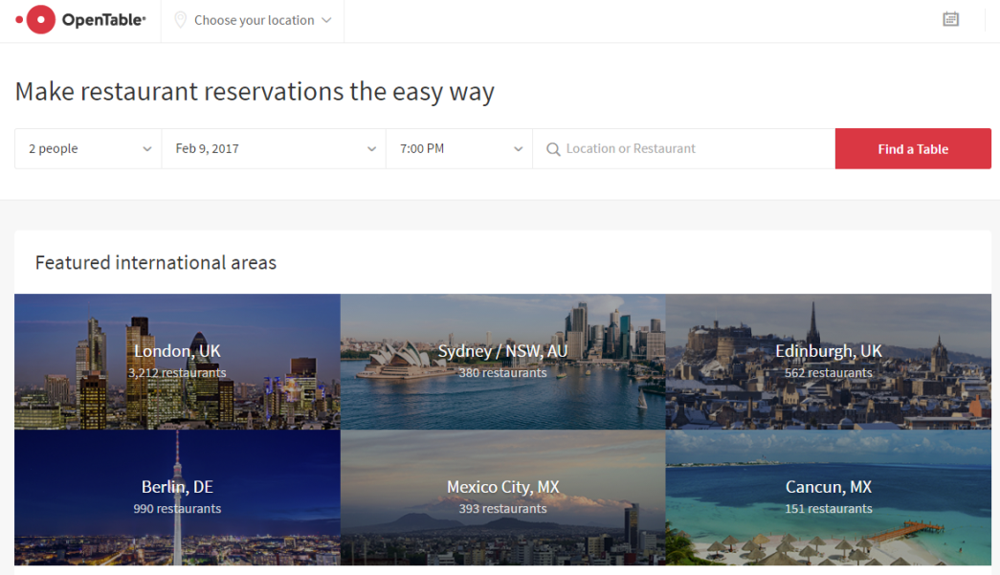 OpenTable®
Choose your location
Make restaurant reservations the easy way
2 people
Feb 9, 2017
7:00 PM
Location or Restaurant
Find a Table
Featured international areas
London, UK
3,212 restaurants
Sydney / NSW, AU
380 restaurants
Edinburgh, UK
562 restaurants
Berlin, DE
990 restaurants
Mexico City, MX
393 restaurants
Cancun, MX
151 restaurants